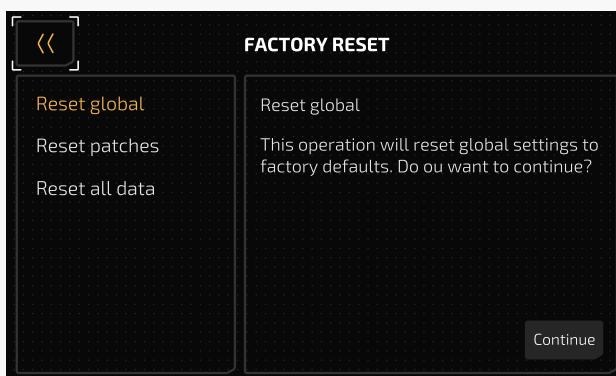 FACTORY RESET
Reset global
Reset patches
Reset all data
Reset global
This operation will reset global settings to
factory defaults. Do ou want to continue?
Continue